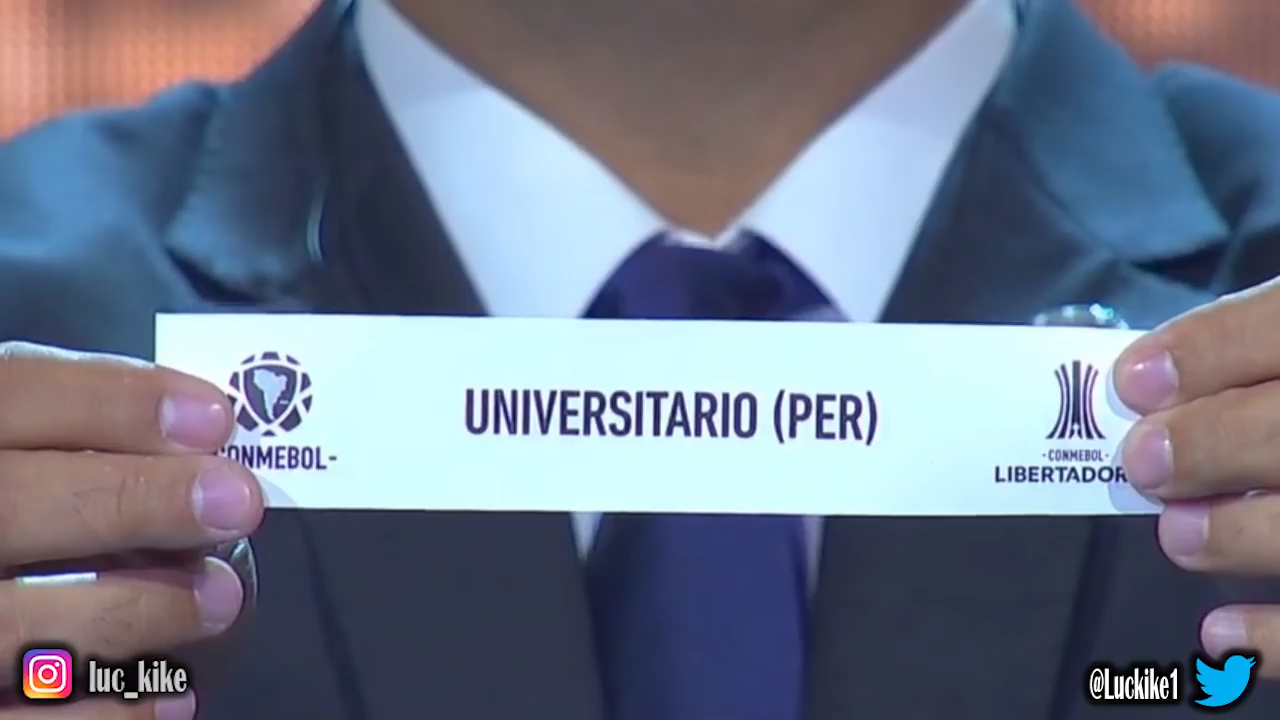 UNIVERSITARIO (PER)
CONMEBOL-
-CONMEBOL-
LIBERTADOR
luc_kike
@Luckike1